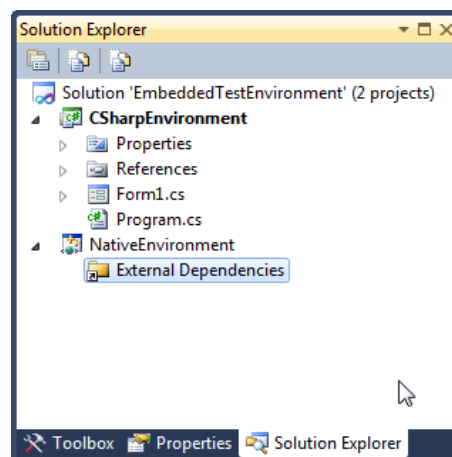 Solution Explorer
Solution 'EmbeddedTestEnvironment' (2 projects)
CSharpEnvironment
Properties
References
Form1.cs
Program.cs
NativeEnvironment
External Dependencies
Toolbox Properties Solution Explorer